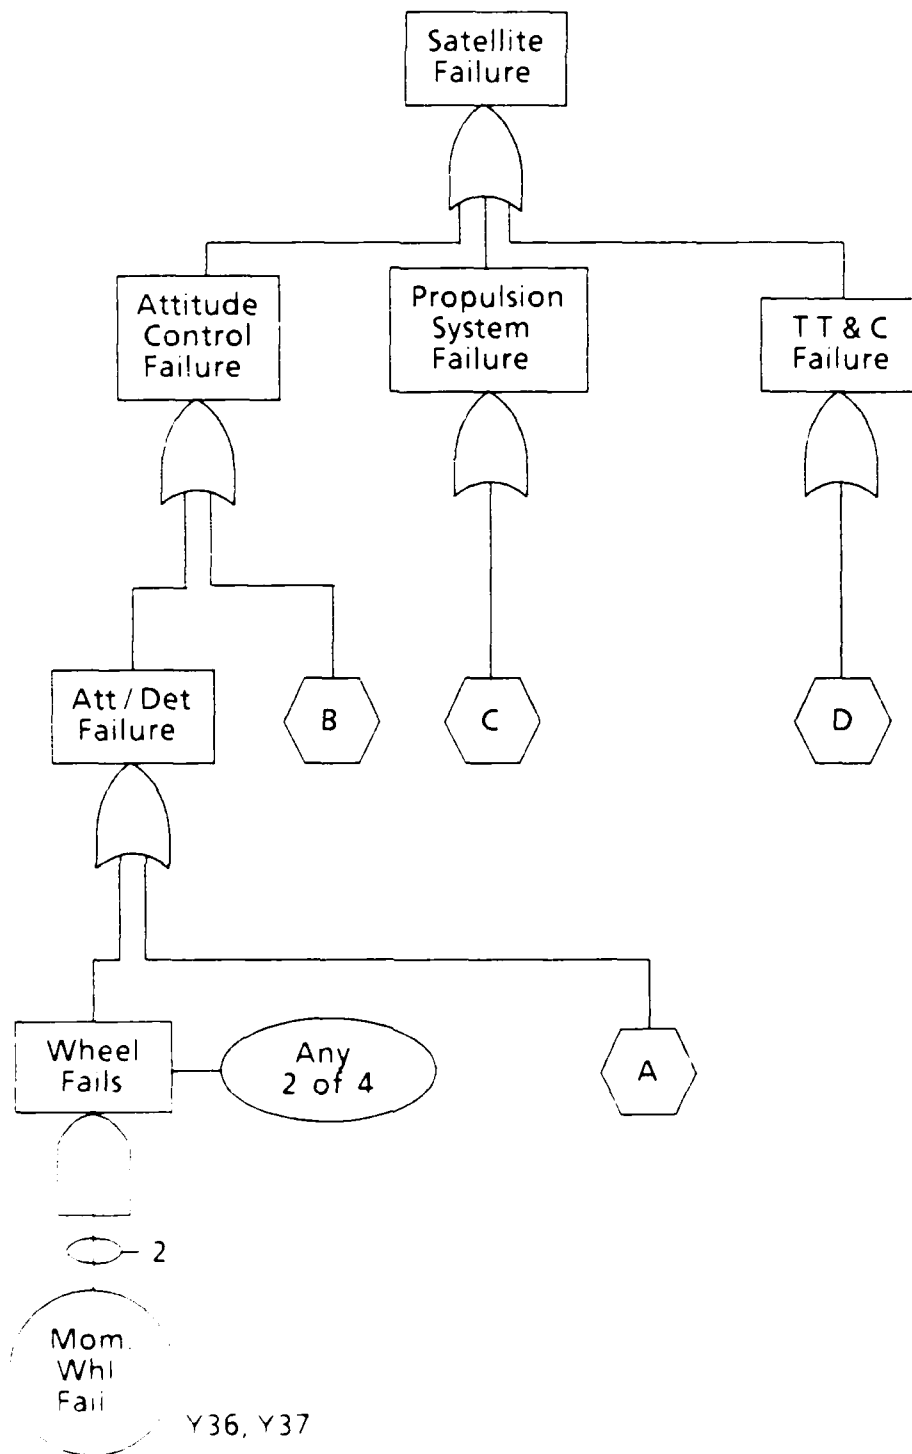 Satellite
Failure
Attitude
Control
Failure
Propulsion
System
Failure
T T & C
Failure
Att / Det
Failure
B
C
D
Wheel
Fails
Any
2 of 4
A
2
Mom.
Whl
Fail
Y36, Y37